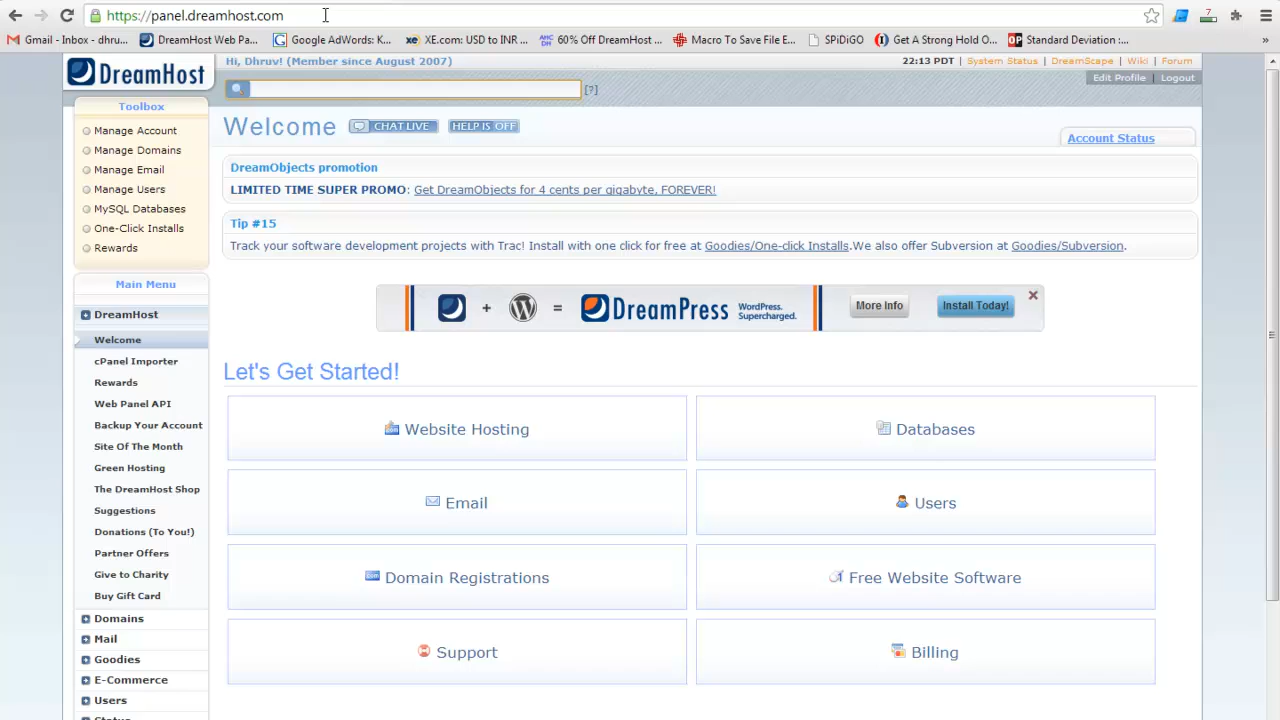 https://panel.dreamhost.com
7
Gmail - Inbox - dhru... DreamHost Web Pa... Google AdWords: K... XE.com: USD to INR ... 60% Off DreamHost ... Macro To Save File E... SPiDiGO Get A Strong Hold O... Standard Deviation :... »
DreamHost
Hi, Dhruv! (Member since August 2007)
22:13 PDT | System Status | DreamScape | Wiki | Forum
[?]
Edit Profile | Logout
Toolbox
Manage Account
Manage Domains
Manage Email
Manage Users
MySQL Databases
One-Click Installs
Rewards
Main Menu
DreamHost
Welcome
cPanel Importer
Rewards
Web Panel API
Backup Your Account
Site Of The Month
Green Hosting
The DreamHost Shop
Suggestions
Donations (To You!)
Partner Offers
Give to Charity
Buy Gift Card
Domains
Mail
Goodies
E-Commerce
Users
Status
Welcome CHAT LIVE HELP IS OFF
Account Status
DreamObjects promotion
LIMITED TIME SUPER PROMO: Get DreamObjects for 4 cents per gigabyte, FOREVER!
Tip #15
Track your software development projects with Trac! Install with one click for free at Goodies/One-click Installs.We also offer Subversion at Goodies/Subversion.
+ = DreamPress WordPress. Supercharged. More Info Install Today!
Let's Get Started!
Website Hosting Databases
Email Users
Domain Registrations Free Website Software
Support Billing